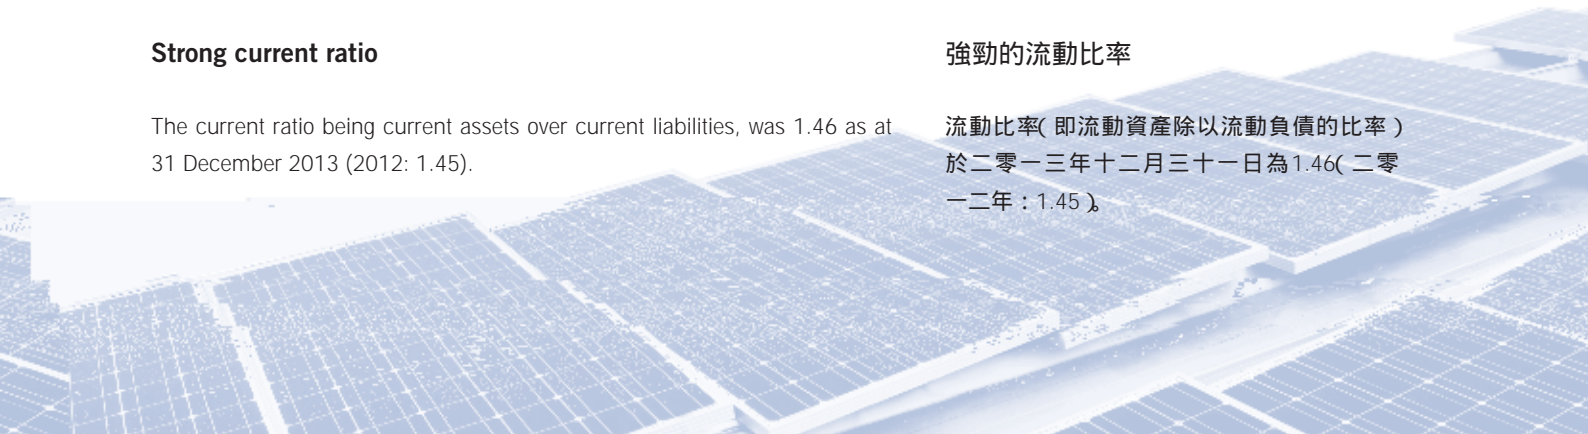 Strong current ratio
The current ratio being current assets over current liabilities, was 1.46 as at
31 December 2013 (2012: 1.45).
強勁的流動比率
流動比率(即流動資產除以流動負債的比率)
於二零一三年十二月三十一日為1.46(二零
一二年：1.45)。